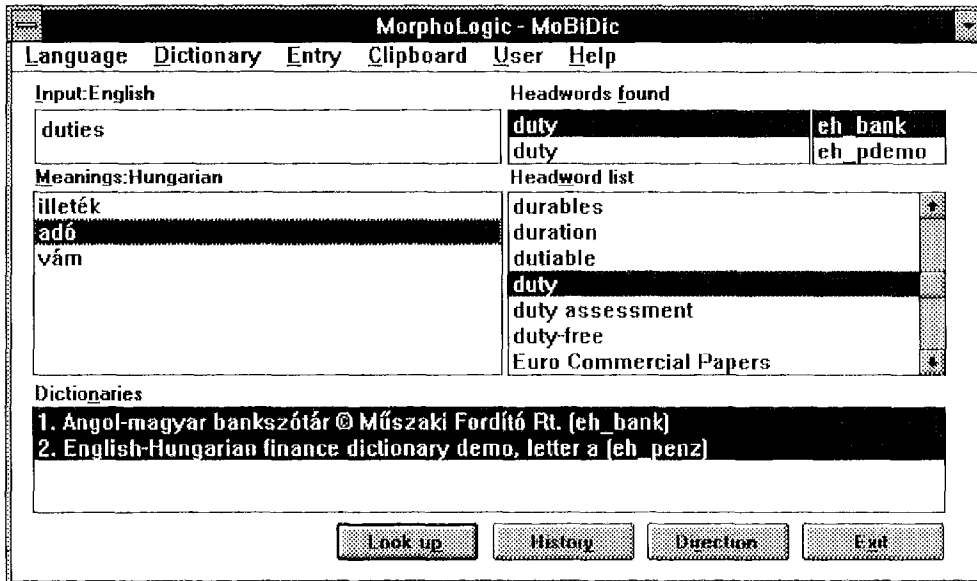 MorphoLogic - MoBiDic
Language Dictionary Entry Clipboard User Help
Input:English
duties
Headwords found
duty eh_bank
duty eh_pdemo
Meanings:Hungarian
illeték
adó
vám
Headword list
durables
duration
dutiable
duty
duty assessment
duty-free
Euro Commercial Papers
Dictionaries
1. Angol-magyar bankszótár © Műszaki Fordító Rt. (eh_bank)
2. English-Hungarian finance dictionary demo, letter a (eh_penz)
Look up History Direction Exit